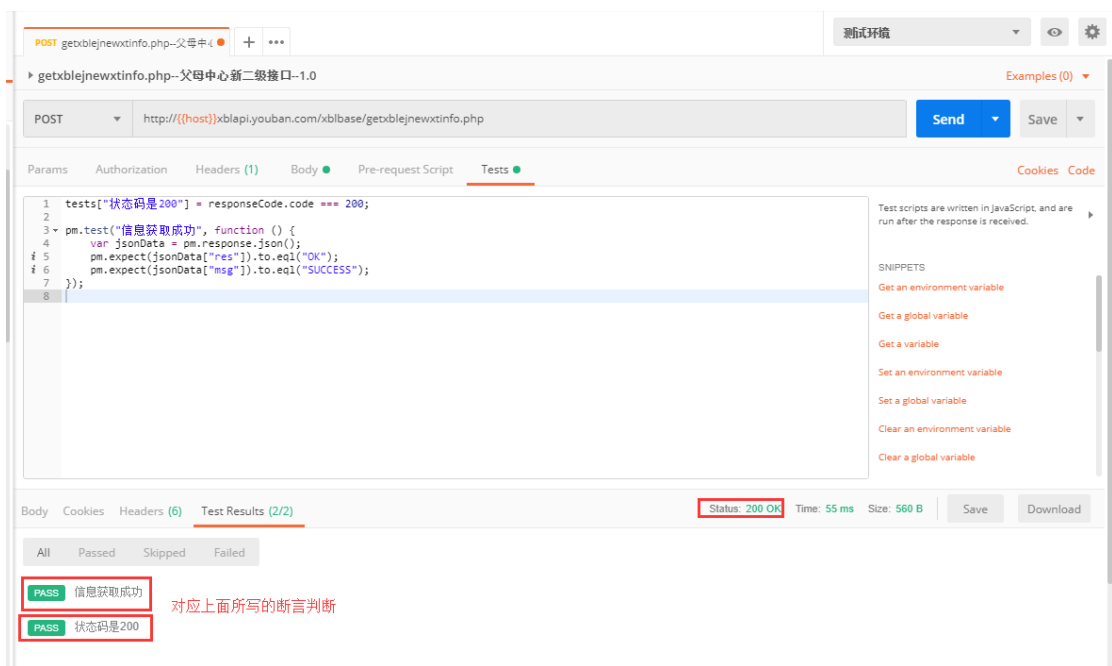 POST getxblejnewxtinfo.php--父母中心
测试环境
getxblejnewxtinfo.php--父母中心新二级接口--1.0
Examples (0)
POST
http://{{host}}xblapi.youban.com/xblbase/getxblejnewxtinfo.php
Send
Save
Params Authorization Headers (1) Body Pre-request Script Tests
Cookies Code
1 tests["状态码是200"] = responseCode.code === 200;
2
3 pm.test("信息获取成功", function () {
4 var jsonData = pm.response.json();
i 5 pm.expect(jsonData["res"]).to.eql("OK");
i 6 pm.expect(jsonData["msg"]).to.eql("SUCCESS");
7 });
8
Test scripts are written in JavaScript, and are
run after the response is received.
SNIPPETS
Get an environment variable
Get a global variable
Get a variable
Set an environment variable
Set a global variable
Clear an environment variable
Clear a global variable
Body Cookies Headers (6) Test Results (2/2)
Status: 200 OK Time: 55 ms Size: 560 B
Save
Download
All Passed Skipped Failed
PASS 信息获取成功
对应上面所写的断言判断
PASS 状态码是200